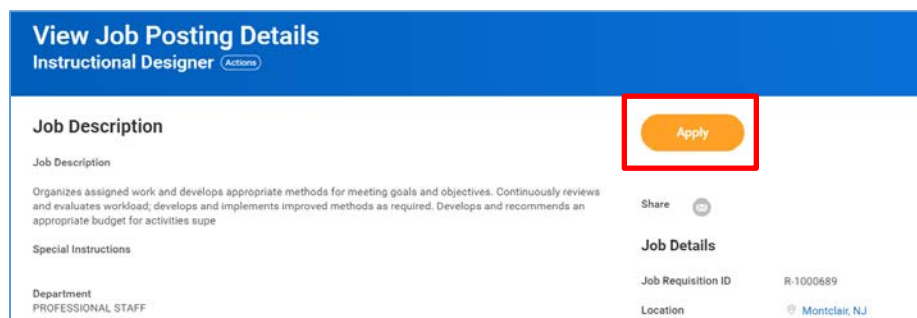 View Job Posting Details
Instructional Designer Actions
Job Description
Job Description
Organizes assigned work and develops appropriate methods for meeting goals and objectives. Continuously reviews
and evaluates workload; develops and implements improved methods as required. Develops and recommends an
appropriate budget for activities supe
Special Instructions
Department
PROFESSIONAL STAFF
Apply
Share
Job Details
Job Requisition ID R-1000689
Location Montclair, NJ